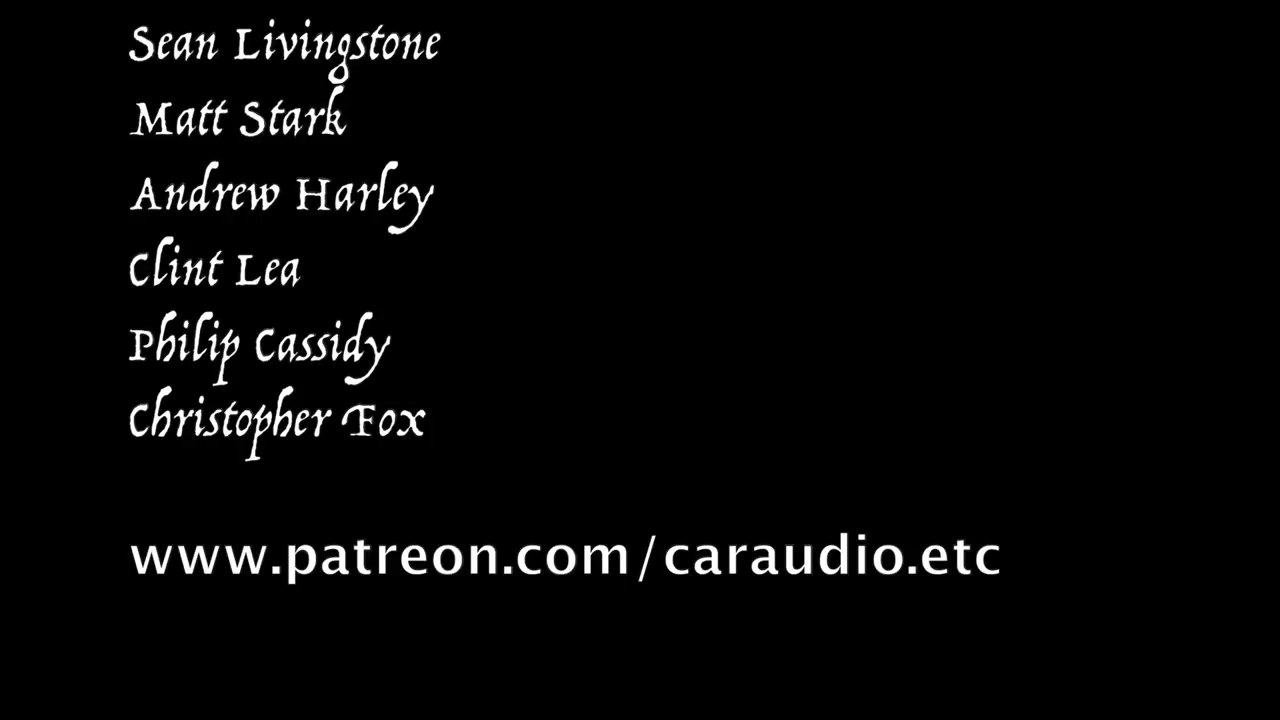 Sean Livingstone
Matt Stark
Andrew Harley
Clint Lea
Philip Cassidy
Christopher Fox
www.patreon.com/caraudio.etc